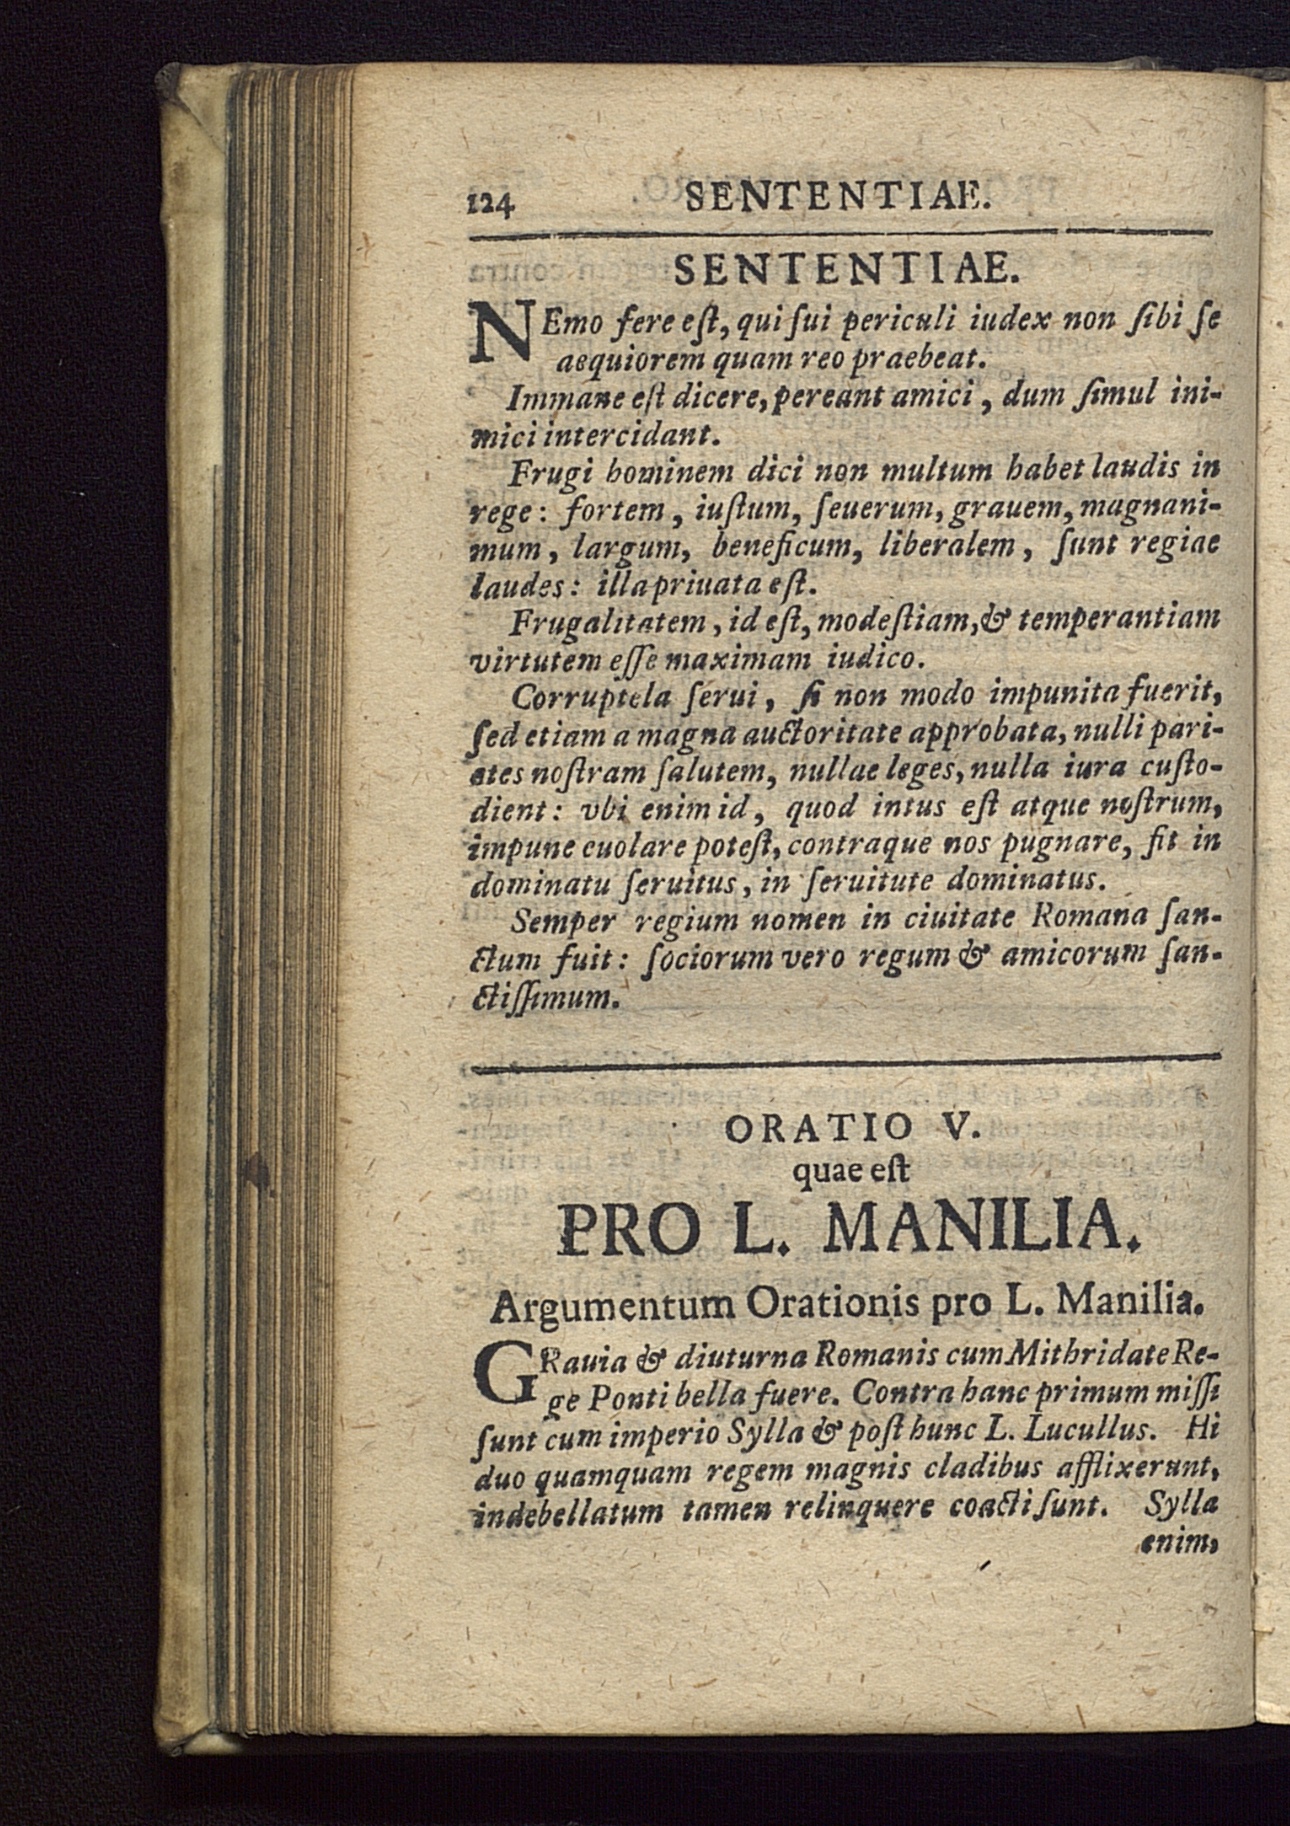 124 SENTENTIAE.
SENTENTIAE.
NEmo fere eſt, qui ſui periculi iudex non ſibi ſe
aequiorem quam reo praebeat.
Immane eſt dicere, pereant amici, dum ſimul ini-
mici intercidant.
Frugi hominem dici non multum habet laudis in
rege: fortem, iuſtum, ſeuerum, grauem, magnani-
mum, largum, beneficum, liberalem, ſunt regiae
laudes: illa priuata eſt.
Frugalitatem, id eſt, modeſtiam, & temperantiam
virtutem eſſe maximam iudico.
Corruptela ſerui, ſi non modo impunita fuerit,
ſed etiam a magna auctoritate approbata, nulli pari-
etes noſtram ſalutem, nullae leges, nulla iura cuſto-
dient: vbi enim id, quod intus eſt atque noſtrum,
impune euolare poteſt, contraque nos pugnare, fit in
dominatu ſeruitus, in ſeruitute dominatus.
Semper regium nomen in ciuitate Romana ſan-
ctum fuit: ſociorum vero regum & amicorum ſan-
ctiſſimum.
ORATIO V.
quae eſt
PRO L. MANILIA.
Argumentum Orationis pro L. Manilia.
GRauia & diuturna Romanis cum Mithridate Re-
ge Ponti bella fuere. Contra hanc primum miſſi
ſunt cum imperio Sylla & poſt hunc L. Lucullus. Hi
duo quamquam regem magnis cladibus afflixerunt,
indebellatum tamen relinquere coacti ſunt. Sylla
enim,